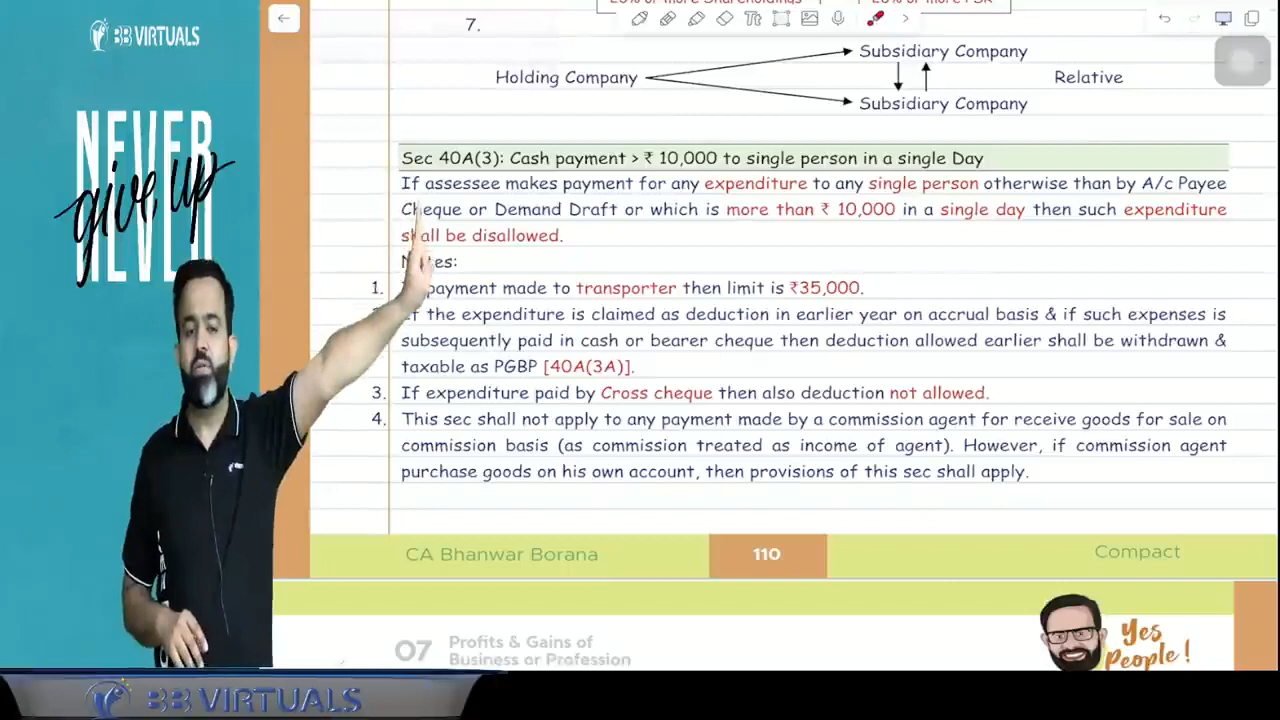 BB VIRTUALS
NEVER
give up
NEVER
7.
Subsidiary Company
Holding Company
Relative
Subsidiary Company
Sec 40A(3): Cash payment > ₹ 10,000 to single person in a single Day
If assessee makes payment for any expenditure to any single person otherwise than by A/c Payee
Cheque or Demand Draft or which is more than ₹ 10,000 in a single day then such expenditure
shall be disallowed.
Notes:
1. payment made to transporter then limit is ₹35,000.
If the expenditure is claimed as deduction in earlier year on accrual basis & if such expenses is
subsequently paid in cash or bearer cheque then deduction allowed earlier shall be withdrawn &
taxable as PGBP [40A(3A)].
3. If expenditure paid by Cross cheque then also deduction not allowed.
4. This sec shall not apply to any payment made by a commission agent for receive goods for sale on
commission basis (as commission treated as income of agent). However, if commission agent
purchase goods on his own account, then provisions of this sec shall apply.
CA Bhanwar Borana
110
Compact
07
Profits & Gains of
Business or Profession
Yes
People!
BB VIRTUALS